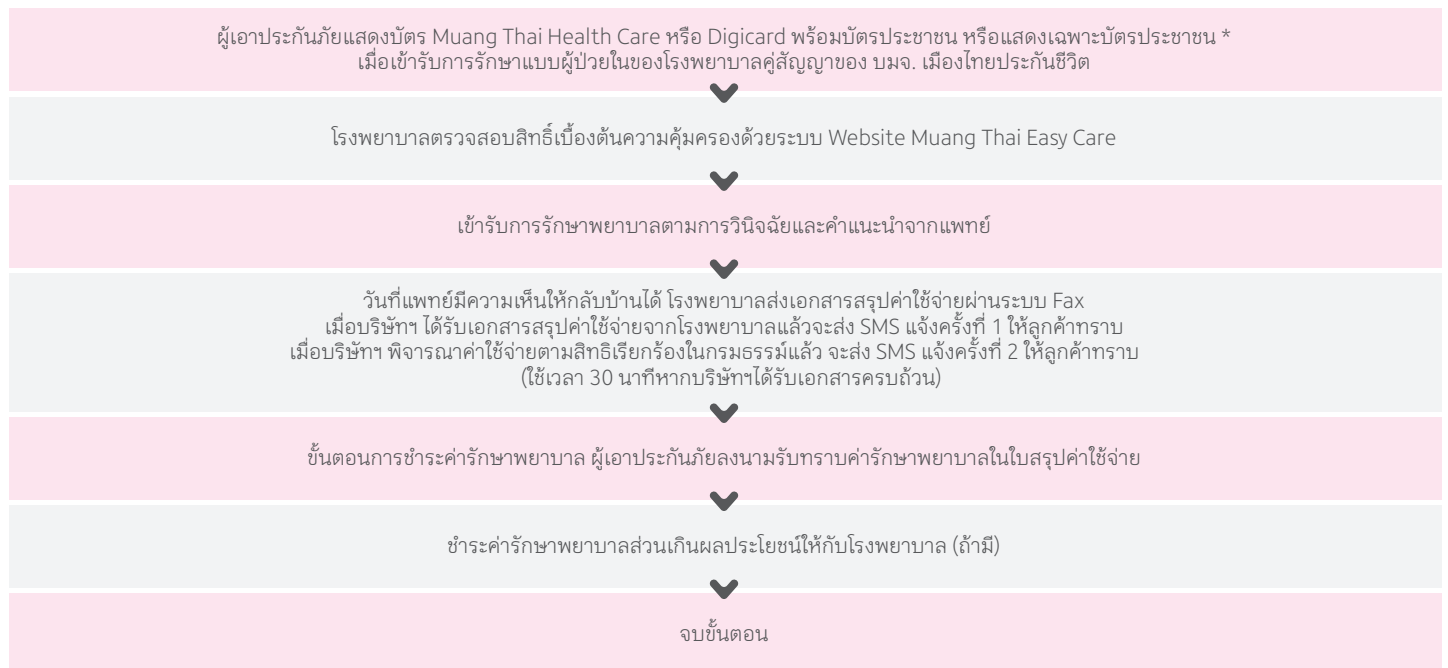 ผู้เอาประกันภัยแสดงบัตร Muang Thai Health Care หรือ Digicard พร้อมบัตรประชาชน หรือแสดงเฉพาะบัตรประชาชน *
เมื่อเข้ารับการรักษาแบบผู้ป่วยในของโรงพยาบาลคู่สัญญาของ บมจ. เมืองไทยประกันชีวิต
โรงพยาบาลตรวจสอบสิทธิ์เบื้องต้นความคุ้มครองด้วยระบบ Website Muang Thai Easy Care
เข้ารับการรักษาพยาบาลตามการวินิจฉัยและคำแนะนำจากแพทย์
วันที่แพทย์มีความเห็นให้กลับบ้านได้ โรงพยาบาลส่งเอกสารสรุปค่าใช้จ่ายผ่านระบบ Fax
เมื่อบริษัทฯ ได้รับเอกสารสรุปค่าใช้จ่ายจากโรงพยาบาลแล้วจะส่ง SMS แจ้งครั้งที่ 1 ให้ลูกค้าทราบ
เมื่อบริษัทฯ พิจารณาค่าใช้จ่ายตามสิทธิเรียกร้องในกรมธรรม์แล้ว จะส่ง SMS แจ้งครั้งที่ 2 ให้ลูกค้าทราบ
(ใช้เวลา 30 นาทีหากบริษัทฯได้รับเอกสารครบถ้วน)
ขั้นตอนการชำระค่ารักษาพยาบาล ผู้เอาประกันภัยลงนามรับทราบค่ารักษาพยาบาลในใบสรุปค่าใช้จ่าย
ชำระค่ารักษาพยาบาลส่วนเกินผลประโยชน์ให้กับโรงพยาบาล (ถ้ามี)
จบขั้นตอน